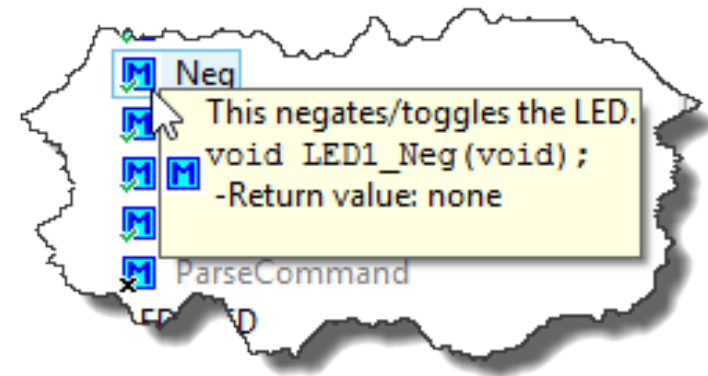 Neg
This negates/toggles the LED.
void LED1_Neg(void);
-Return value: none
ParseCommand